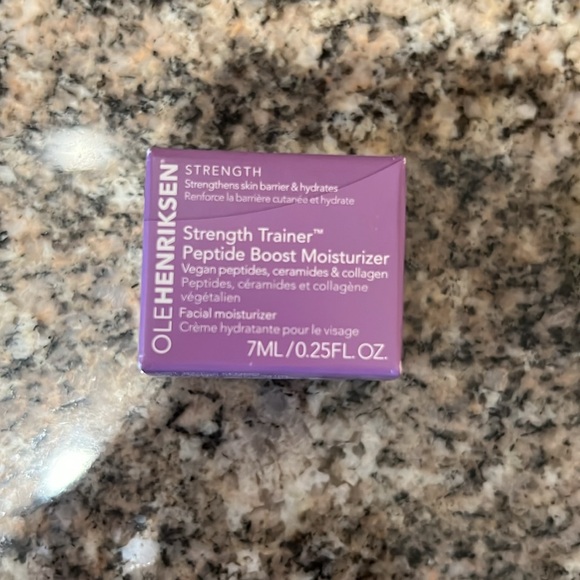 OLEHENRIKSEN®
STRENGTH
Strengthens skin barrier & hydrates
Renforce la barrière cutanée et hydrate
Strength Trainer™
Peptide Boost Moisturizer
Vegan peptides, ceramides & collagen
Peptides, céramides et collagène
végétalien
Facial moisturizer
Crème hydratante pour le visage
7ML/0.25FL. OZ.